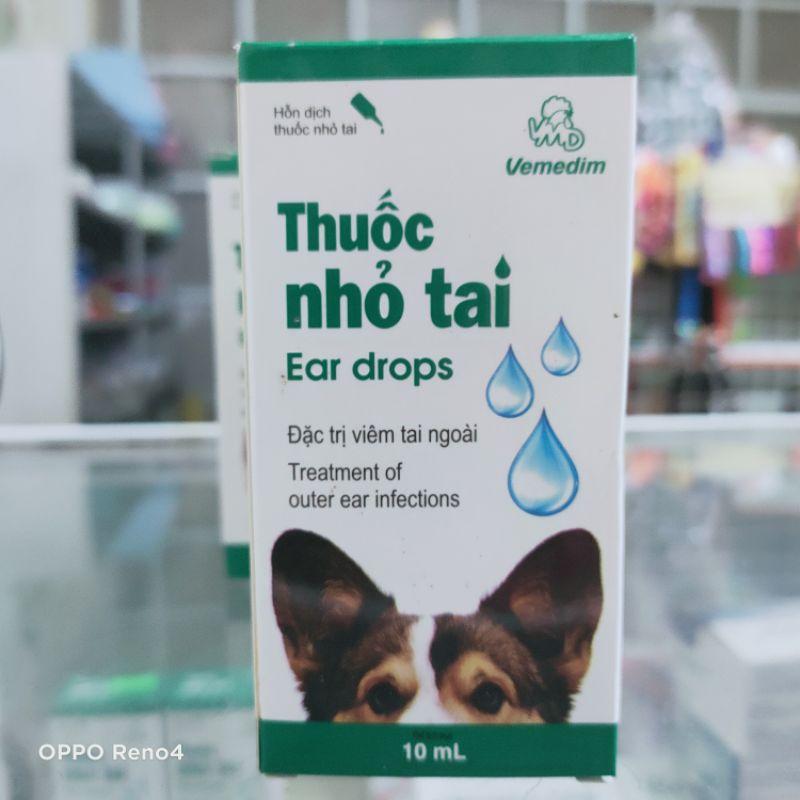 Hỗn dịch
thuốc nhỏ tai
VMD
Vemedim
Thuốc
nhỏ tai
Ear drops
Đặc trị viêm tai ngoài
Treatment of
outer ear infections
10 mL
OPPO Reno4